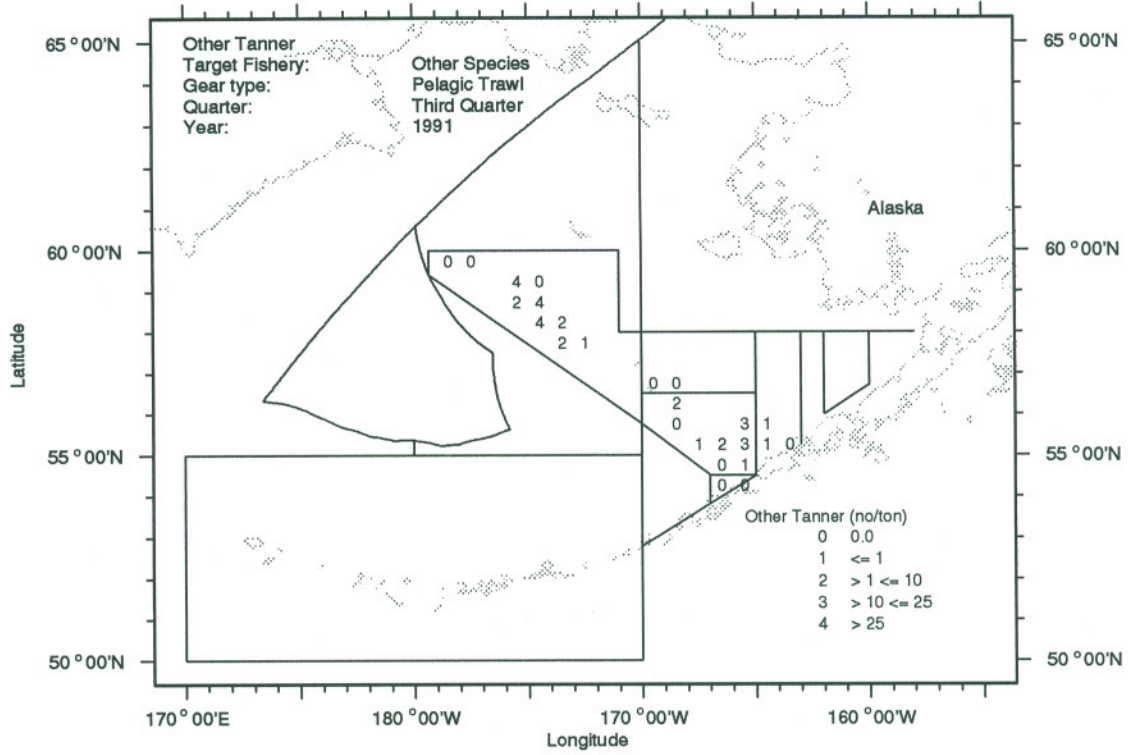 Other Tanner
Target Fishery: Other Species
Gear type: Pelagic Trawl
Quarter: Third Quarter
Year: 1991
65°00'N 65°00'N
Alaska
60°00'N 60°00'N
0 0
4 0
2 4
4 2
2 1
Latitude
0 0
2
0 3 1
1 2 3 1 0
55°00'N 55°00'N
0 1
0 0
Other Tanner (no/ton)
0 0.0
1 <= 1
2 > 1 <= 10
3 > 10 <= 25
4 > 25
50°00'N 50°00'N
170°00'E 180°00'W 170°00'W 160°00'W
Longitude